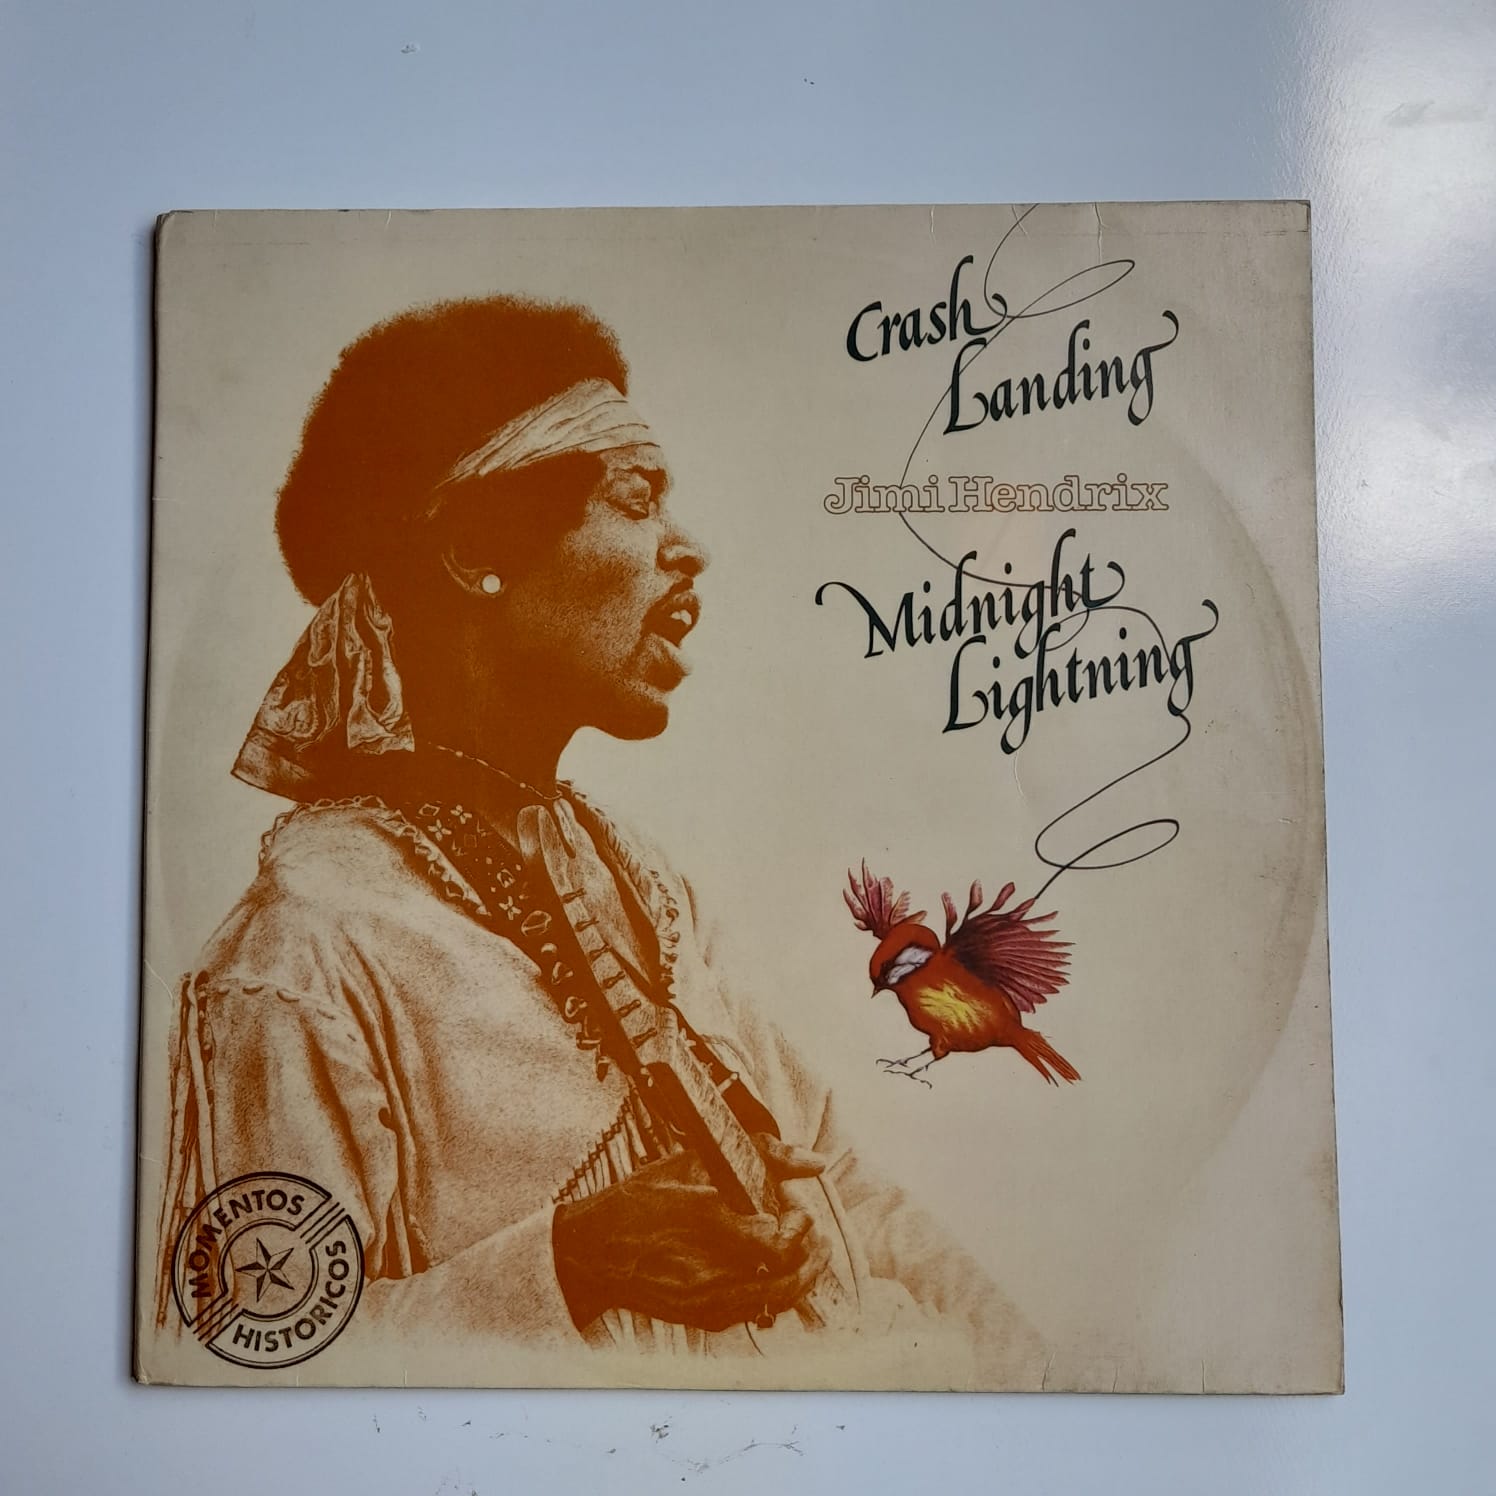 Crash
Landing
Jimi Hendrix
Midnight
Lightning
MOMENTOS
HISTORICOS